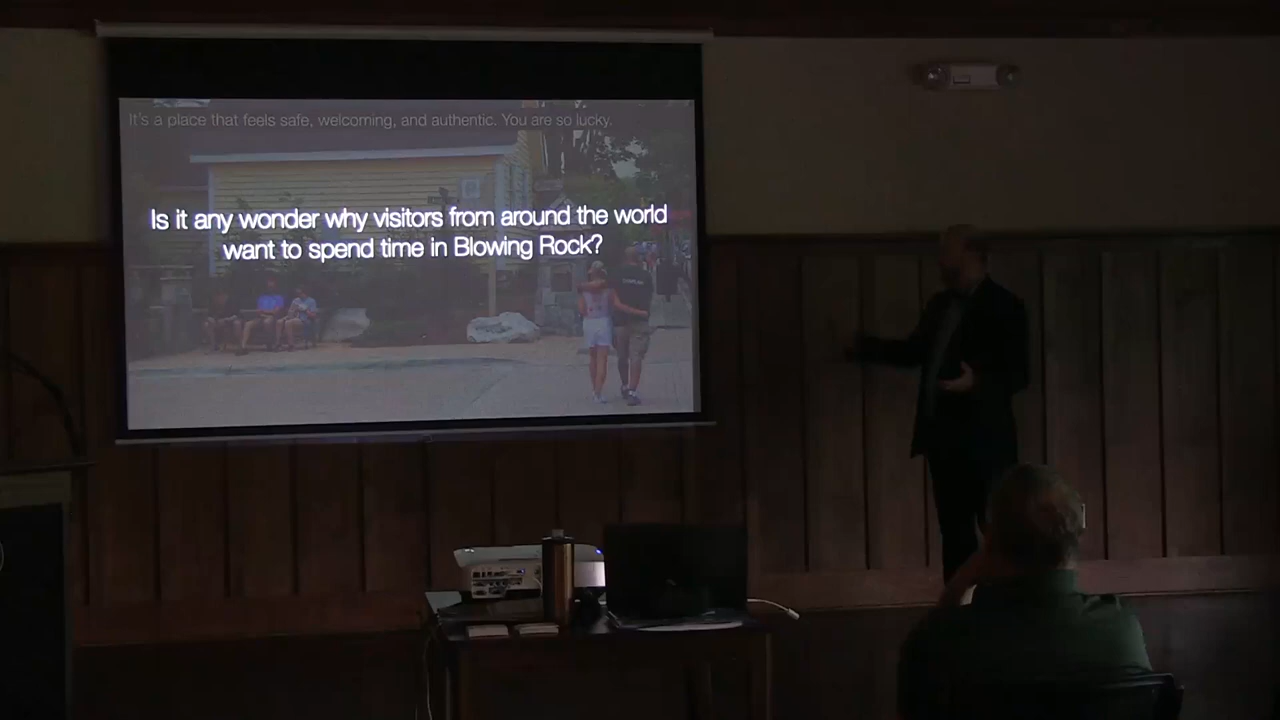 It's a place that feels safe, welcoming, and authentic. You are so lucky.
Is it any wonder why visitors from around the world
want to spend time in Blowing Rock?